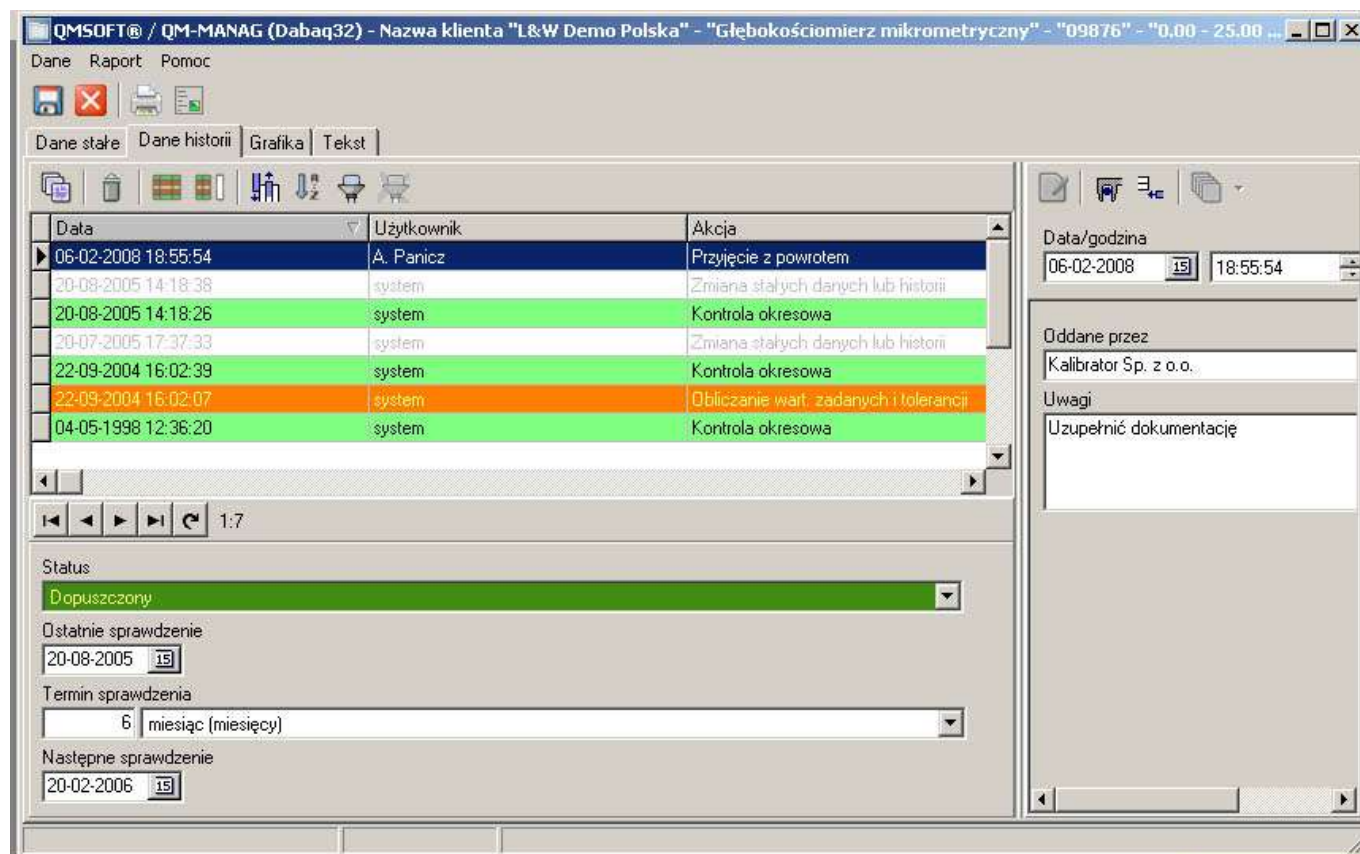 QMSOFT® / QM-MANAG (Dabaq32) - Nazwa klienta "L&W Demo Polska" - "Głębokościomierz mikrometryczny" - "09876" - "0.00 - 25.00 ...
Dane Raport Pomoc
Dane stałe Dane historii Grafika Tekst
Data Użytkownik Akcja
06-02-2008 18:55:54 A. Panicz Przyjęcie z powrotem
20-08-2005 14:18:38 system Zmiana stałych danych lub historii
20-08-2005 14:18:26 system Kontrola okresowa
20-07-2005 17:37:33 system Zmiana stałych danych lub historii
22-09-2004 16:02:39 system Kontrola okresowa
22-09-2004 16:02:07 system Obliczanie wart. zadanych i tolerancji
04-05-1998 12:36:20 system Kontrola okresowa
1:7
Status
Dopuszczony
Ostatnie sprawdzenie
20-08-2005 15
Termin sprawdzenia
6 miesiąc (miesięcy)
Następne sprawdzenie
20-02-2006 15
Data/godzina
06-02-2008 15 18:55:54
Oddane przez
Kalibrator Sp. z o.o.
Uwagi
Uzupełnić dokumentację